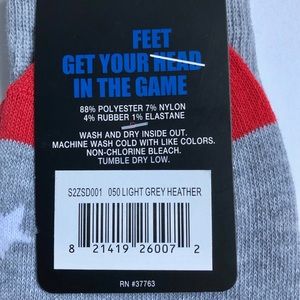 FEET
GET YOUR HEAD
IN THE GAME
88% POLYESTER 7% NYLON
4% RUBBER 1% ELASTANE
WASH AND DRY INSIDE OUT.
MACHINE WASH COLD WITH LIKE COLORS.
NON-CHLORINE BLEACH.
TUMBLE DRY LOW.
S2ZSD001 050 LIGHT GREY HEATHER
8 21419 26007 2
RN #37763